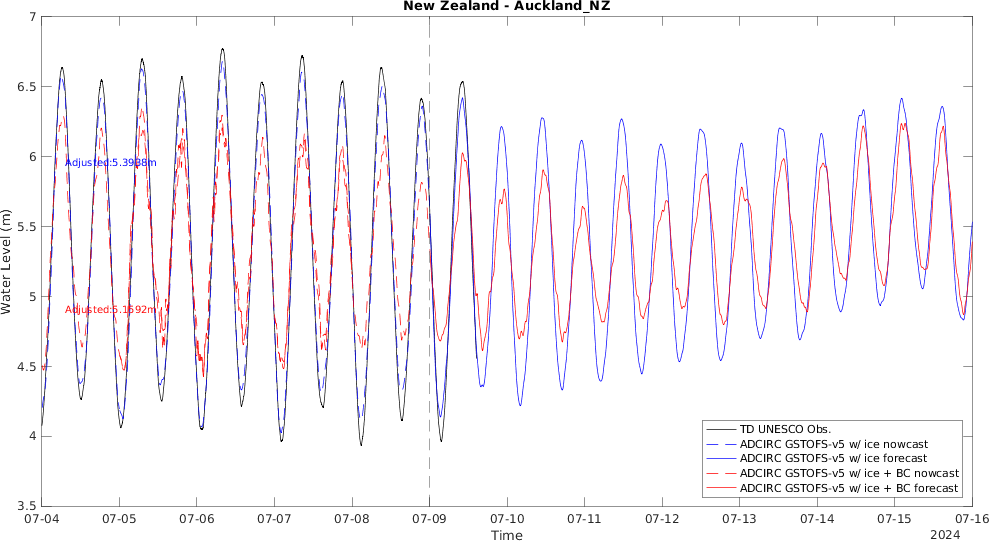 New Zealand - Auckland_NZ
7
6.5
6
5.5
5
4.5
4
3.5
Water Level (m)
Adjusted:5.3938m
Adjusted:5.1592m
TD UNESCO Obs.
ADCIRC GSTOFS-v5 w/ ice nowcast
ADCIRC GSTOFS-v5 w/ ice forecast
ADCIRC GSTOFS-v5 w/ ice + BC nowcast
ADCIRC GSTOFS-v5 w/ ice + BC forecast
07-04 07-05 07-06 07-07 07-08 07-09 07-10 07-11 07-12 07-13 07-14 07-15 07-16
Time
2024